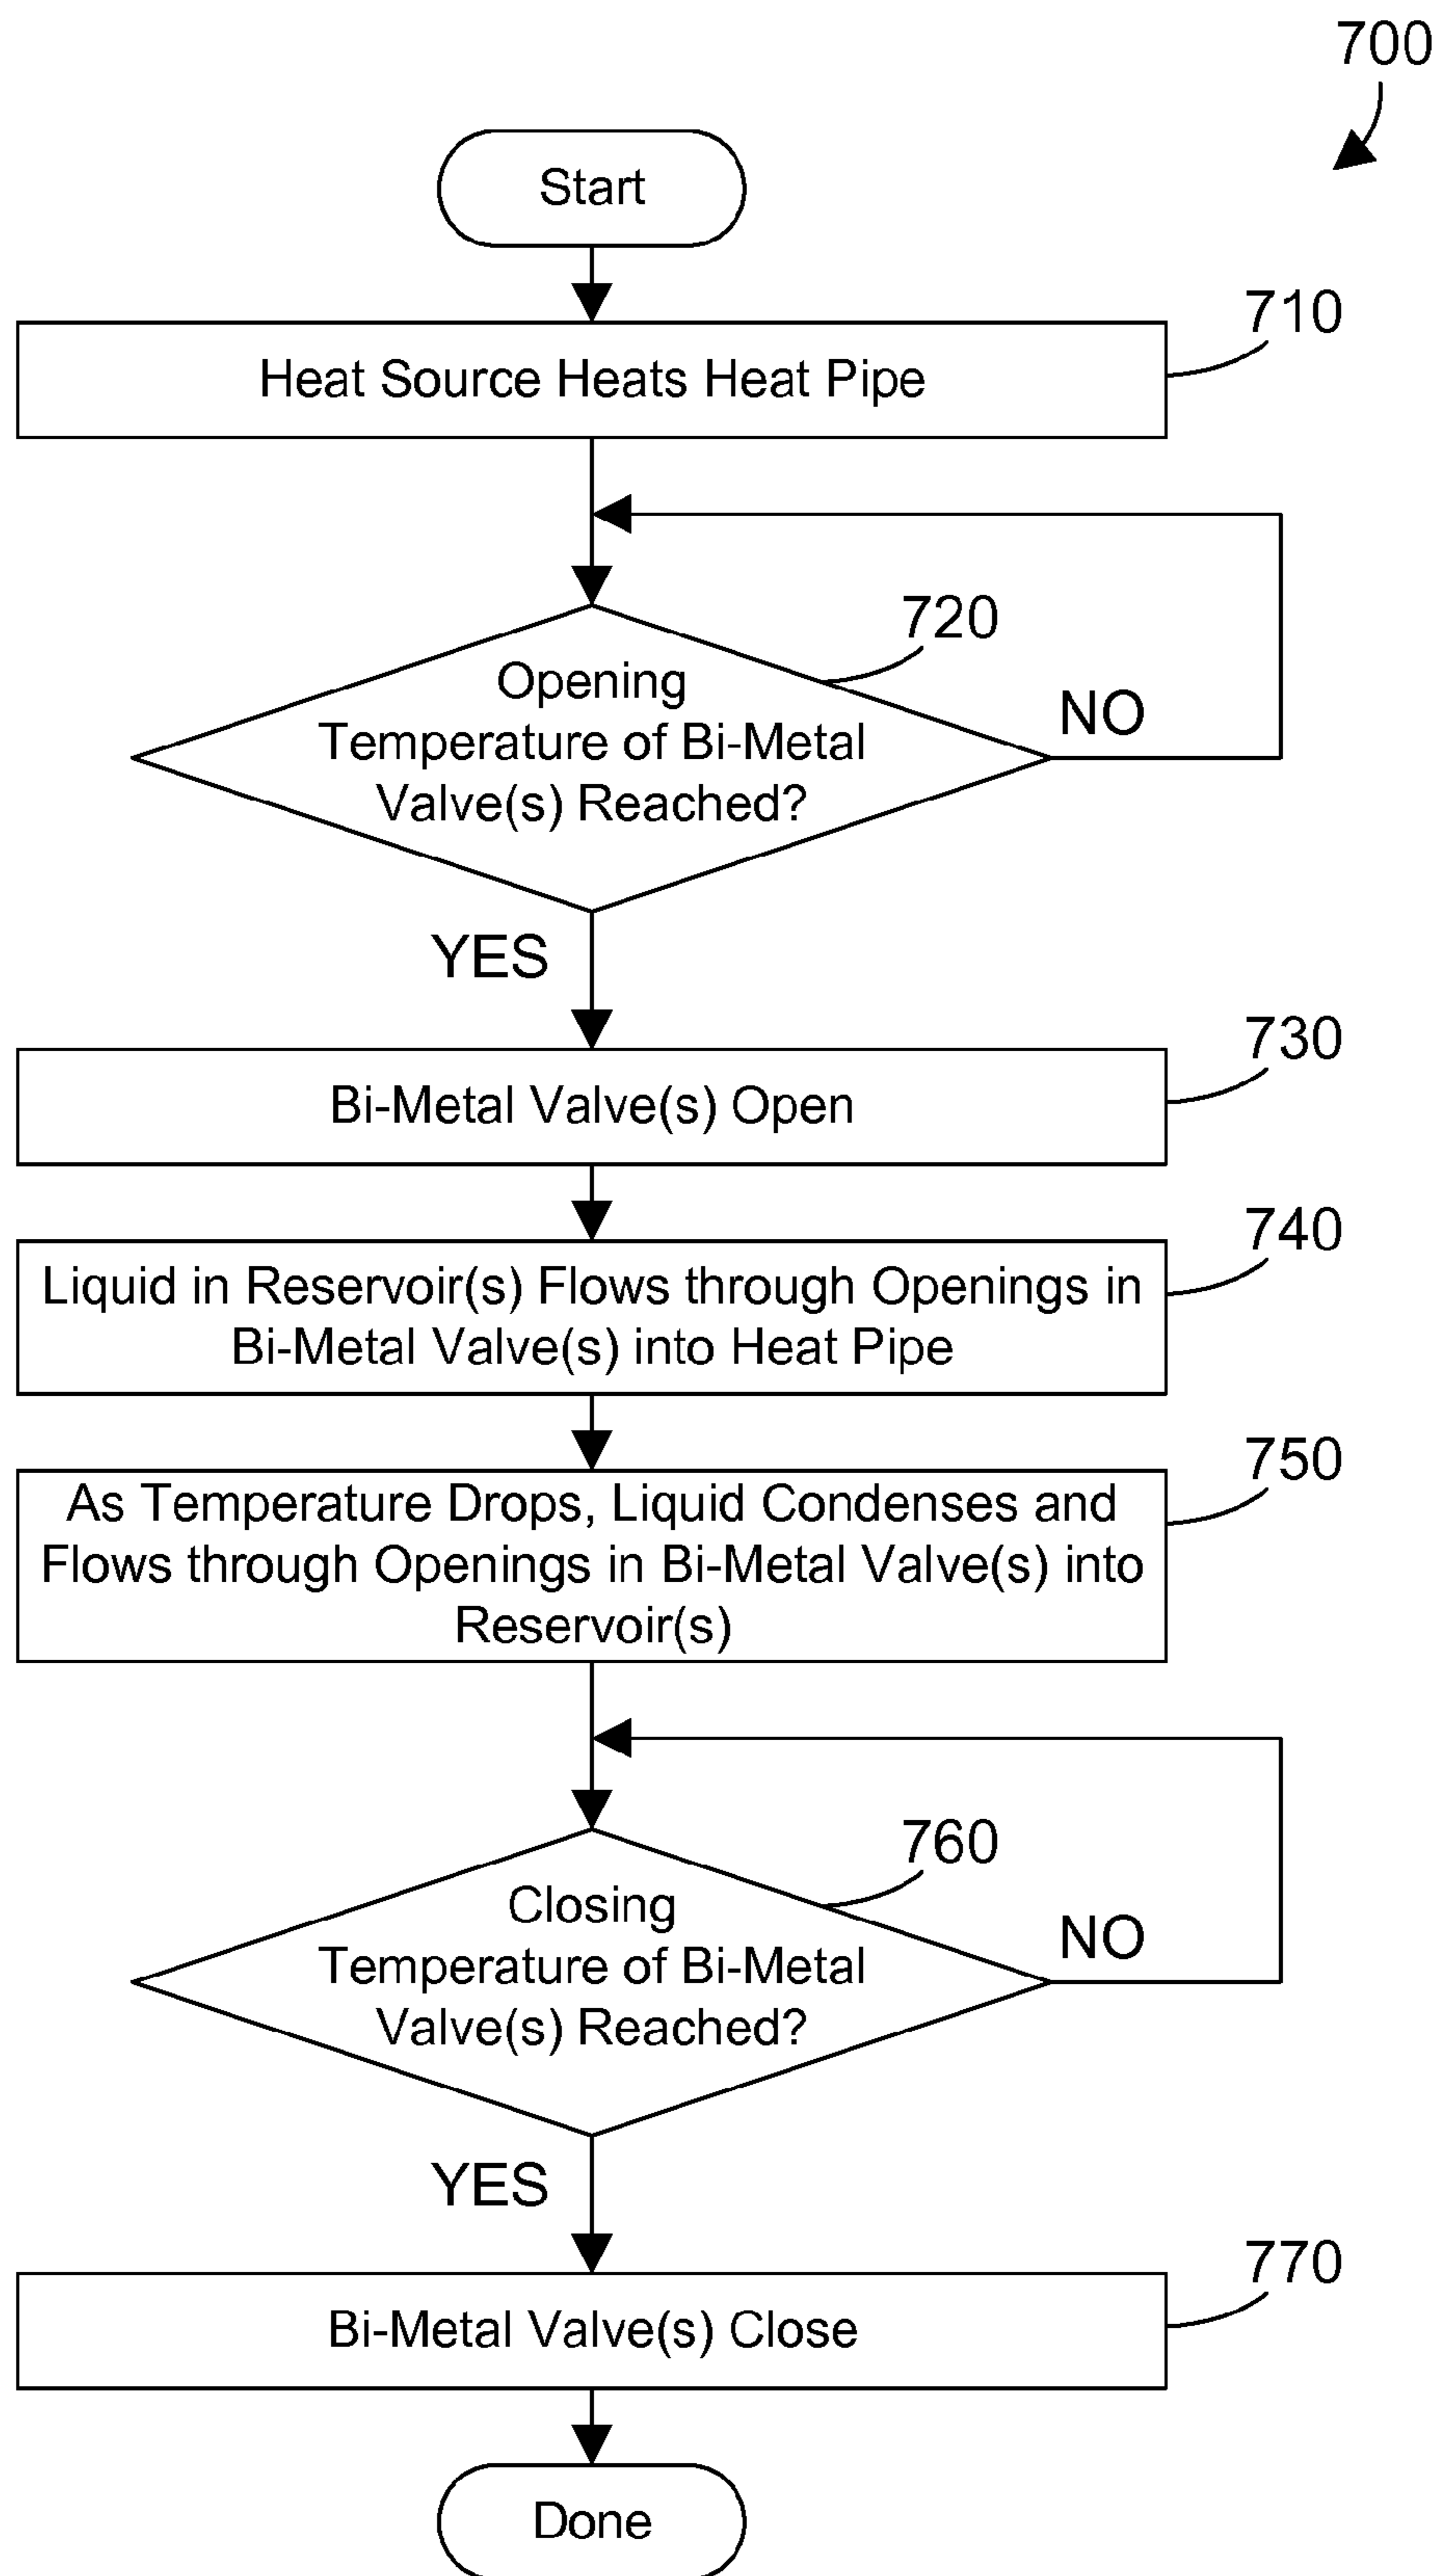 700
Start
710
Heat Source Heats Heat Pipe
720
Opening
Temperature of Bi-Metal
Valve(s) Reached?
NO
YES
730
Bi-Metal Valve(s) Open
740
Liquid in Reservoir(s) Flows through Openings in
Bi-Metal Valve(s) into Heat Pipe
750
As Temperature Drops, Liquid Condenses and
Flows through Openings in Bi-Metal Valve(s) into
Reservoir(s)
760
Closing
Temperature of Bi-Metal
Valve(s) Reached?
NO
YES
770
Bi-Metal Valve(s) Close
Done